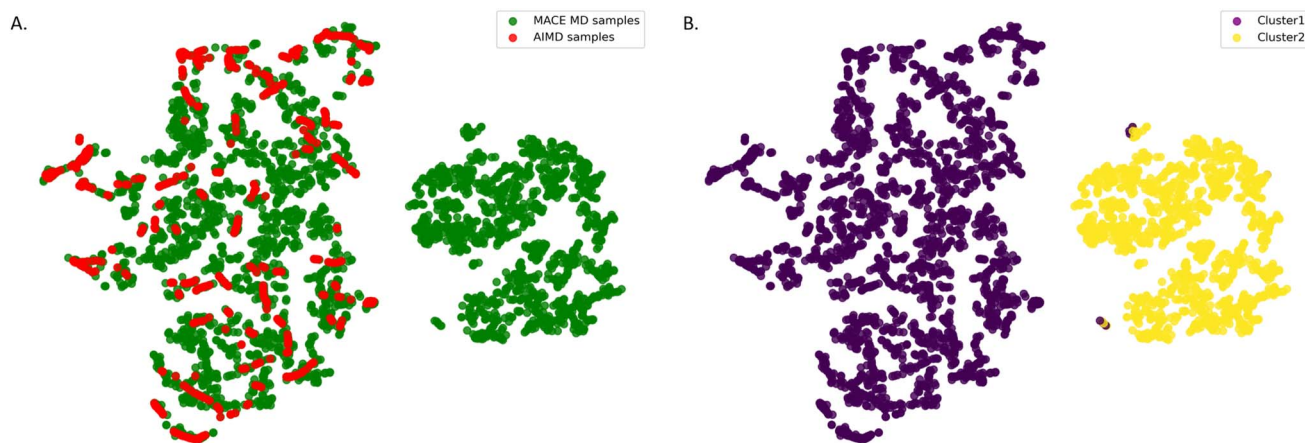 A.
MACE MD samples
AIMD samples
B.
Cluster1
Cluster2